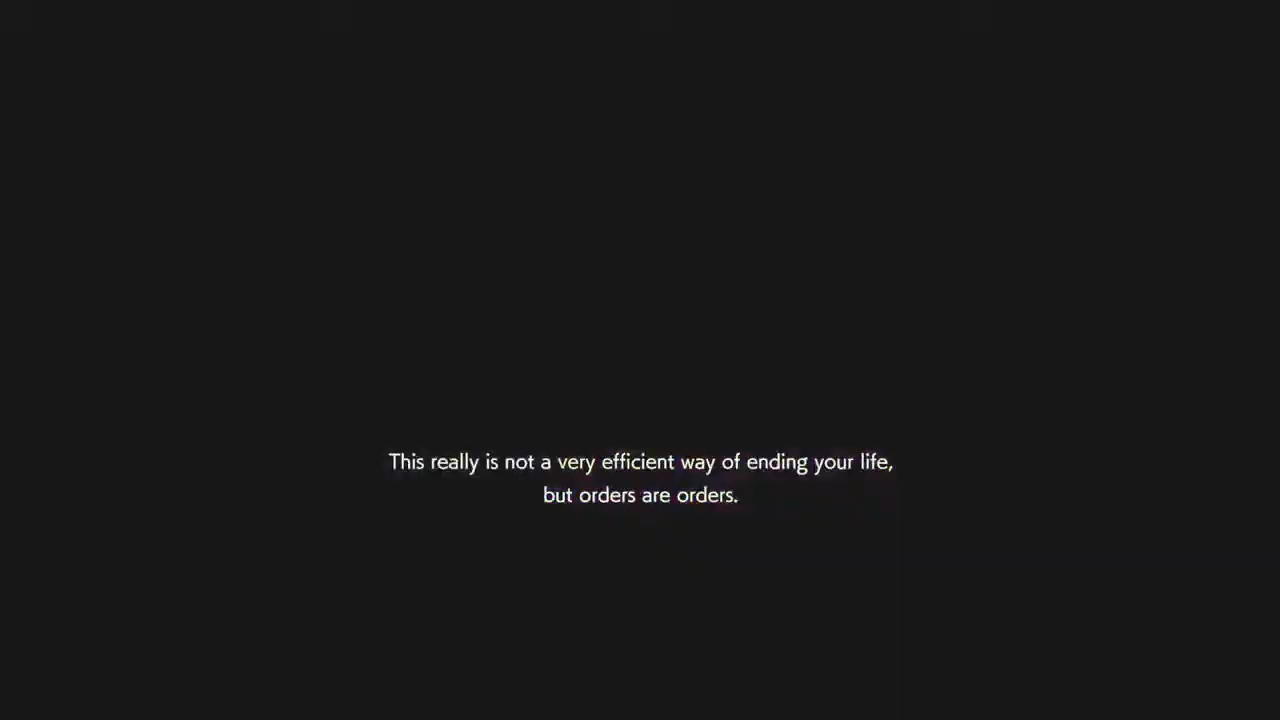 This really is not a very efficient way of ending your life,
but orders are orders.